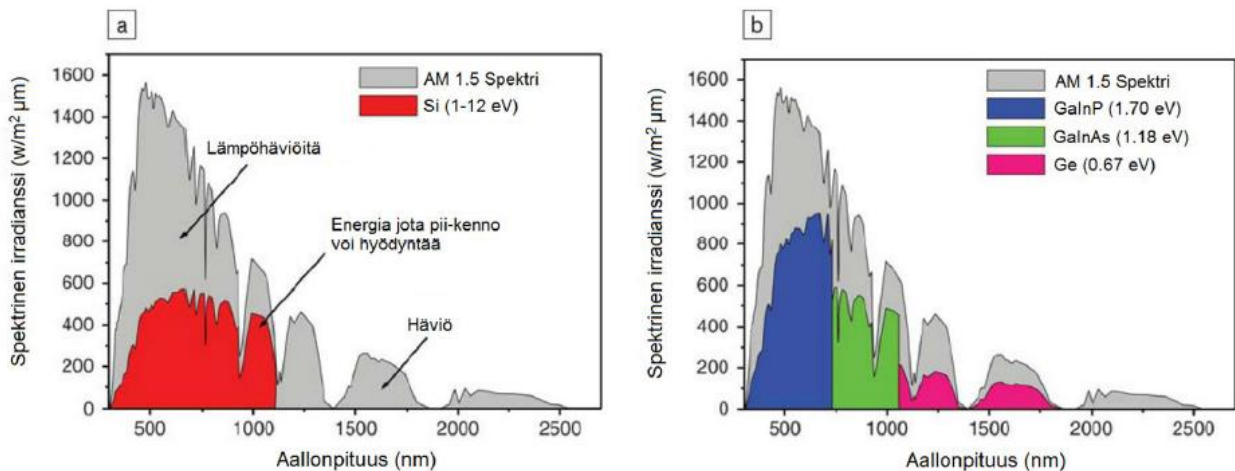 a
1600
1400
1200
1000
800
600
400
200
0
Spektrinen irradianssi (w/m² µm)
AM 1.5 Spektri
Si (1-12 eV)
Lämpöhäviöitä
Energia jota pii-kenno
voi hyödyntää
Häviö
500 1000 1500 2000 2500
Aallonpituus (nm)
b
1600
1400
1200
1000
800
600
400
200
0
Spektrinen irradianssi (w/m² µm)
AM 1.5 Spektri
GaInP (1.70 eV)
GaInAs (1.18 eV)
Ge (0.67 eV)
500 1000 1500 2000 2500
Aallonpituus (nm)